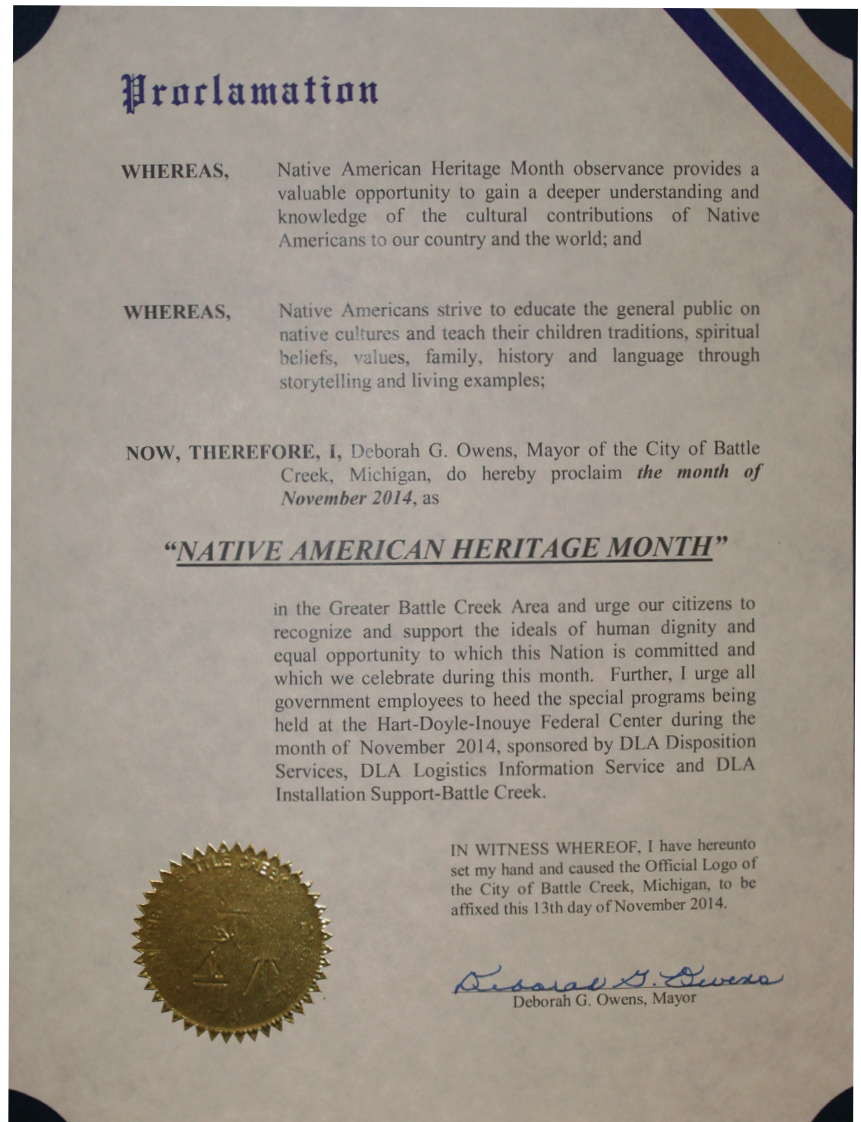 Proclamation
WHEREAS, Native American Heritage Month observance provides a
valuable opportunity to gain a deeper understanding and
knowledge of the cultural contributions of Native
Americans to our country and the world; and
WHEREAS, Native Americans strive to educate the general public on
native cultures and teach their children traditions, spiritual
beliefs, values, family, history and language through
storytelling and living examples;
NOW, THEREFORE, I, Deborah G. Owens, Mayor of the City of Battle
Creek, Michigan, do hereby proclaim the month of
November 2014, as
“NATIVE AMERICAN HERITAGE MONTH”
in the Greater Battle Creek Area and urge our citizens to
recognize and support the ideals of human dignity and
equal opportunity to which this Nation is committed and
which we celebrate during this month. Further, I urge all
government employees to heed the special programs being
held at the Hart-Doyle-Inouye Federal Center during the
month of November 2014, sponsored by DLA Disposition
Services, DLA Logistics Information Service and DLA
Installation Support-Battle Creek.
IN WITNESS WHEREOF, I have hereunto
set my hand and caused the Official Logo of
the City of Battle Creek, Michigan, to be
affixed this 13th day of November 2014.
BATTLE CREEK
Deborah G. Owens
Deborah G. Owens, Mayor